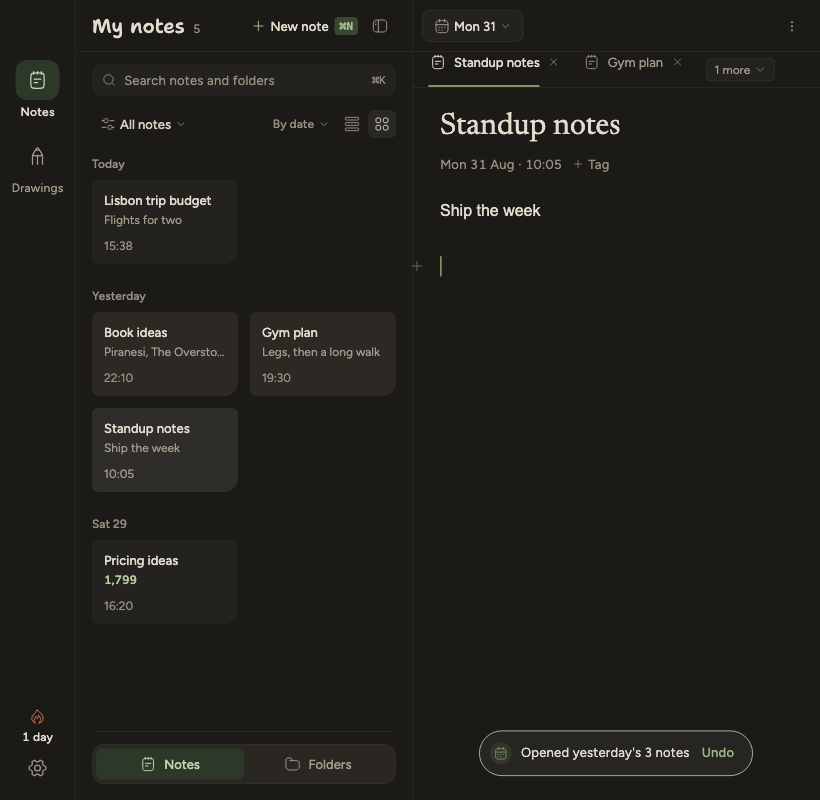 My notes 5
New note ⌘N
Mon 31
Search notes and folders ⌘K
Notes
Drawings
All notes
By date
Today
Lisbon trip budget
Flights for two
15:38
Yesterday
Book ideas
Piranesi, The Oversto...
22:10
Gym plan
Legs, then a long walk
19:30
Standup notes
Ship the week
10:05
Sat 29
Pricing ideas
1,799
16:20
1 day
Notes
Folders
Standup notes
Gym plan
1 more
Standup notes
Mon 31 Aug · 10:05 + Tag
Ship the week
Opened yesterday's 3 notes Undo